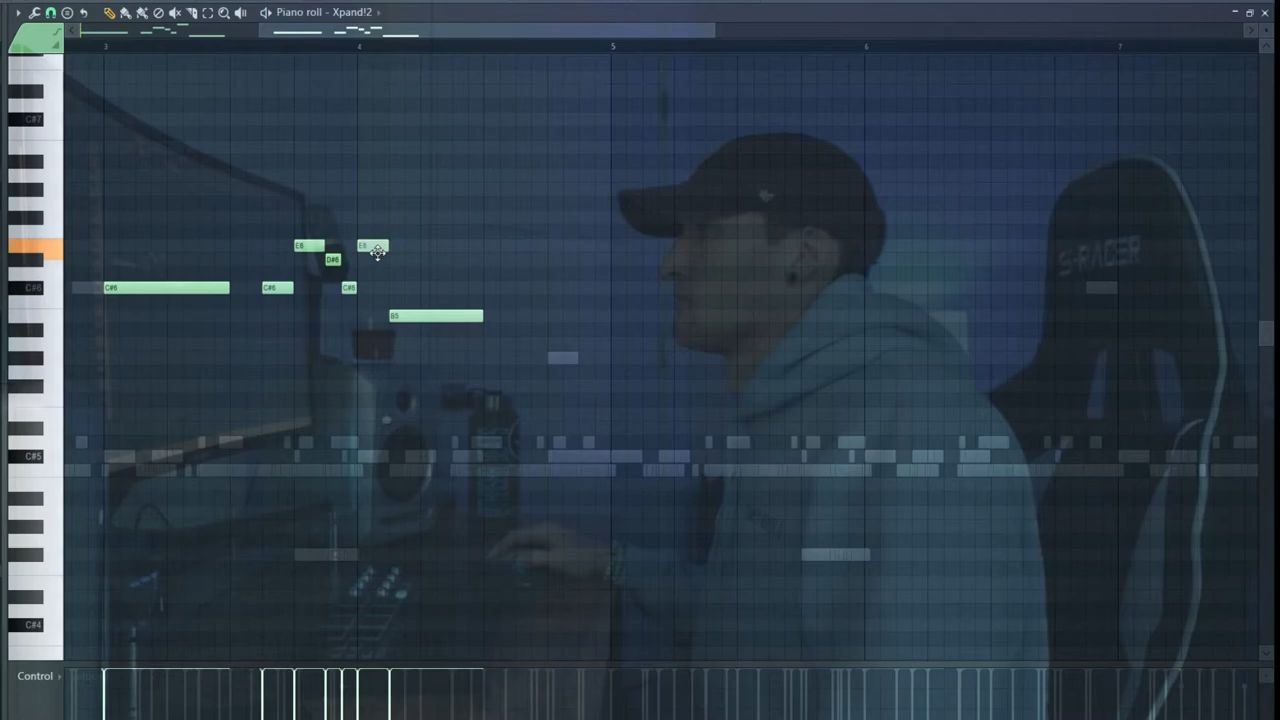 Piano roll - Xpand!2
3 4 5 6 7
C#7
E6 E6
D#6
C#6 C#6 C#6 C#6
B5
C#5
C#4
Control
S-RACER